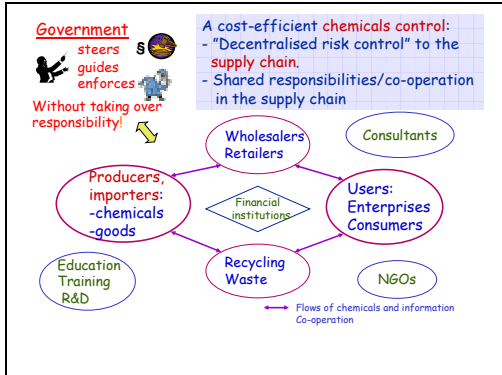 Government
steers
guides
enforces
§
Without taking over
responsibility!
A cost-efficient chemicals control:
- "Decentralised risk control" to the
supply chain.
- Shared responsibilities/co-operation
in the supply chain
Wholesalers
Retailers
Consultants
Producers,
importers:
-chemicals
-goods
Financial
institutions
Users:
Enterprises
Consumers
Education
Training
R&D
Recycling
Waste
NGOs
Flows of chemicals and information
Co-operation